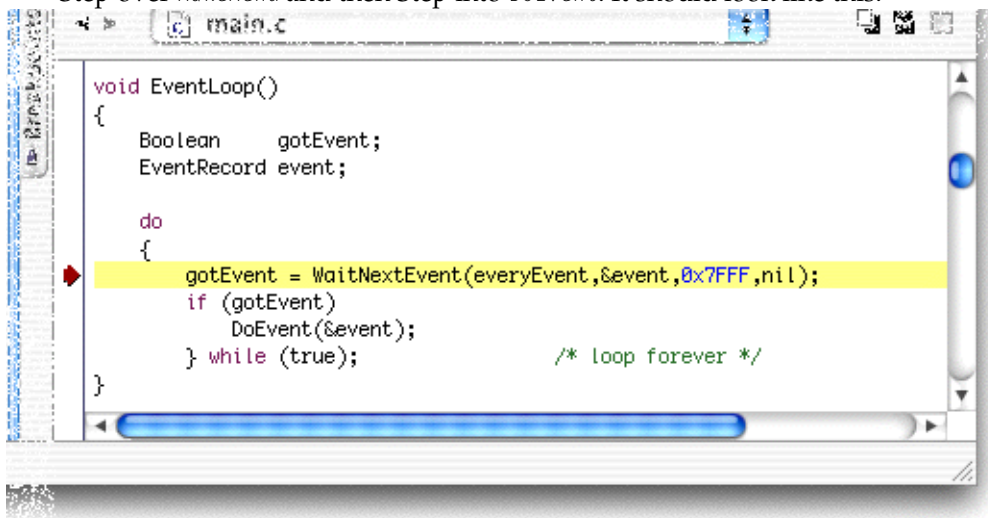 main.c
void EventLoop()
{
Boolean gotEvent;
EventRecord event;
do
{
gotEvent = WaitNextEvent(everyEvent,&event,0x7FFF,nil);
if (gotEvent)
DoEvent(&event);
} while (true); /* loop forever */
}